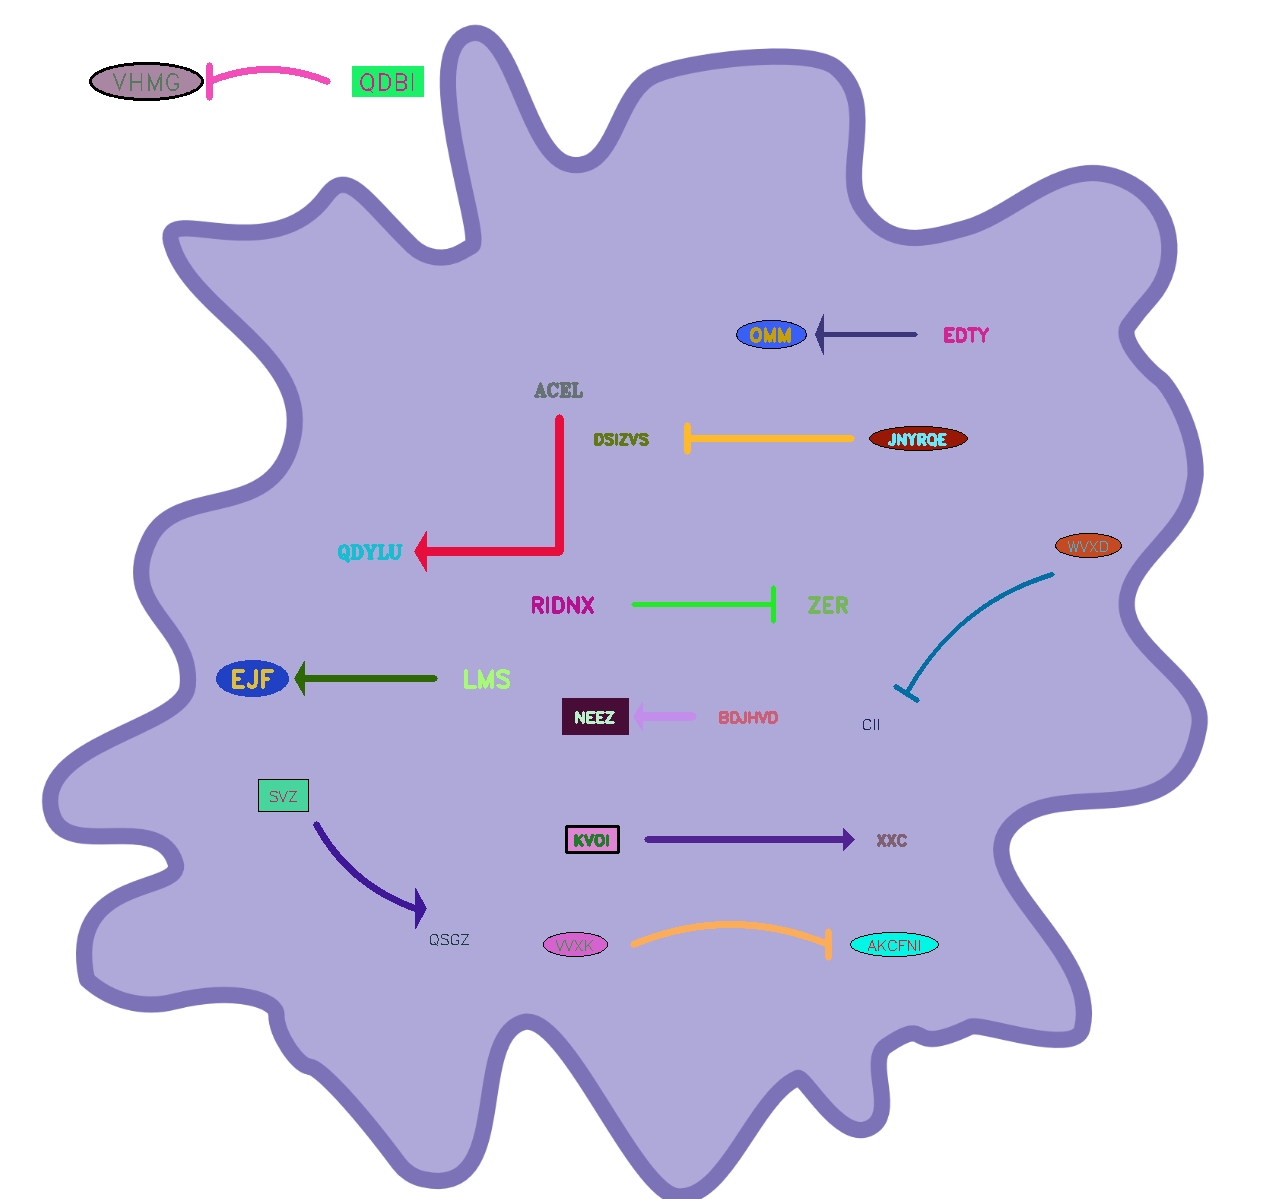 VHMG
QDBI
OMM
EDTY
ACEL
DSIZVS
JNYRQE
QDYLU
WVXD
RIDNX
ZER
EJF
LMS
NEEZ
BDJHVD
CII
SVZ
KVOI
XXC
QSGZ
VVXK
AKCFNI